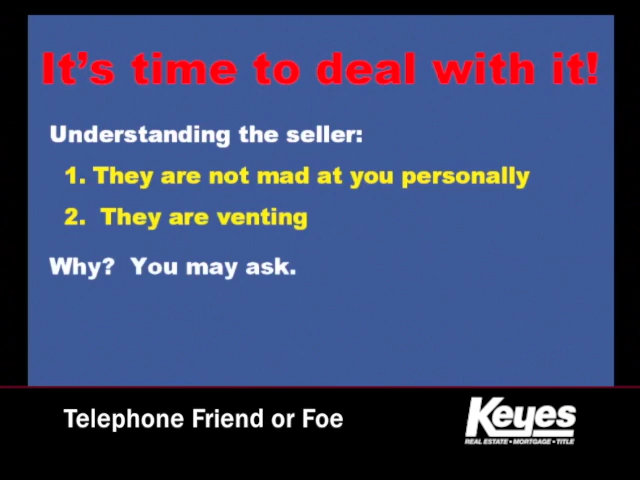 It's time to deal with it!
Understanding the seller:
1. They are not mad at you personally
2. They are venting
Why? You may ask.
Telephone Friend or Foe
Keyes
REAL ESTATE • MORTGAGE • TITLE